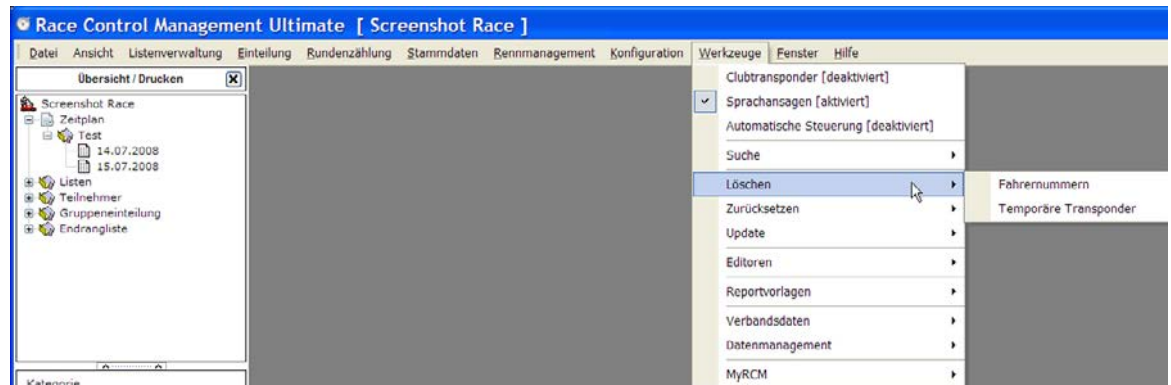 Race Control Management Ultimate [ Screenshot Race ]
Datei Ansicht Listenverwaltung Einteilung Rundenzählung Stammdaten Rennmanagement Konfiguration Werkzeuge Fenster Hilfe
Übersicht / Drucken
Screenshot Race
Zeitplan
Test
14.07.2008
15.07.2008
Listen
Teilnehmer
Gruppeneinteilung
Endrangliste
Kategorie
Clubtransponder [deaktiviert]
Sprachansagen [aktiviert]
Automatische Steuerung [deaktiviert]
Suche
Löschen
Zurücksetzen
Update
Editoren
Reportvorlagen
Verbandsdaten
Datenmanagement
MyRCM
Fahrernummern
Temporäre Transponder